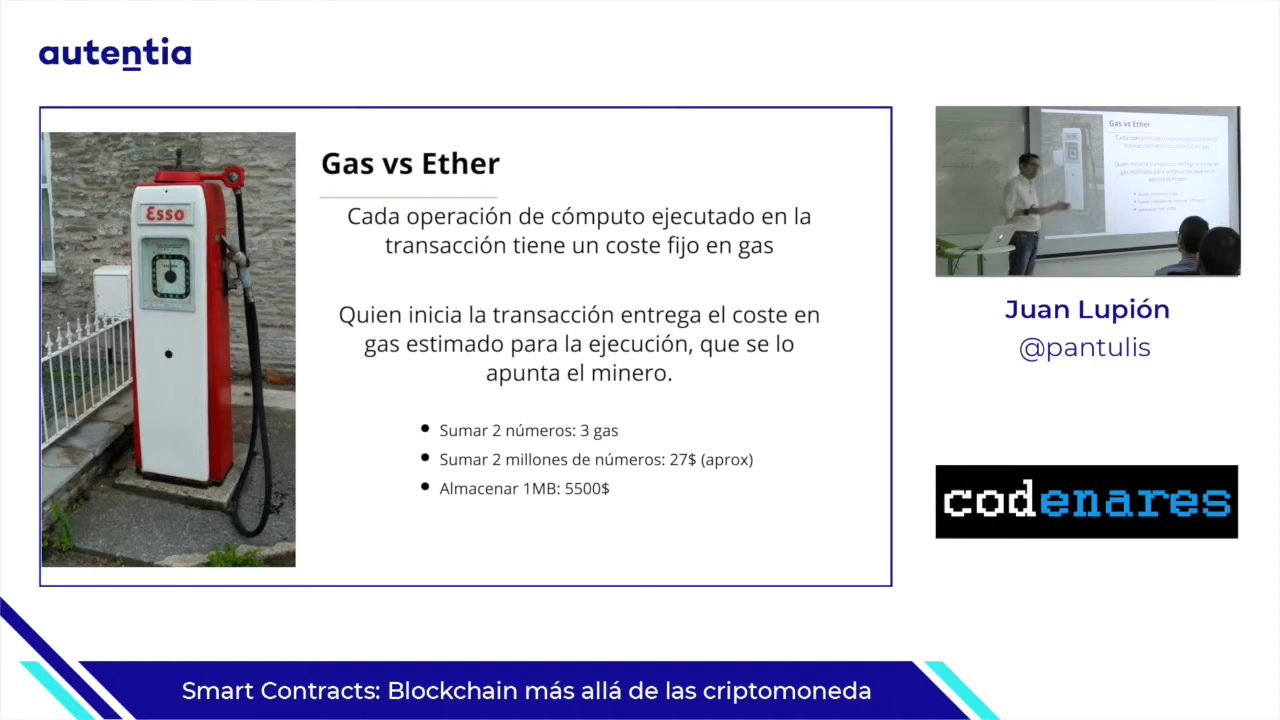 autentia
Esso
Gas vs Ether
Cada operación de cómputo ejecutado en la
transacción tiene un coste fijo en gas
Quien inicia la transacción entrega el coste en
gas estimado para la ejecución, que se lo
apunta el minero.
Sumar 2 números: 3 gas
Sumar 2 millones de números: 27$ (aprox)
Almacenar 1MB: 5500$
Gas vs Ether
Juan Lupión
@pantulis
codenares
Smart Contracts: Blockchain más allá de las criptomoneda